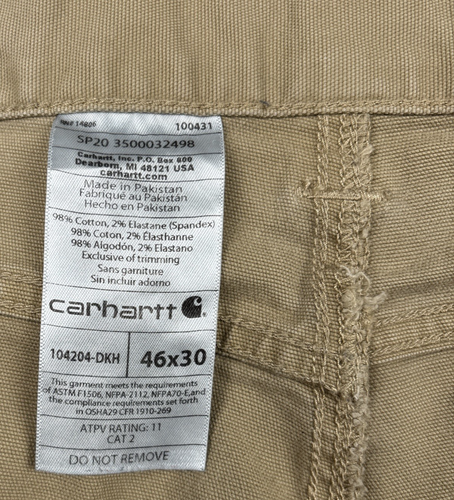 RN# 14806
100431
SP20 3500032498
Carhartt, Inc. P.O. Box 600
Dearborn, MI 48121 USA
carhartt.com
Made in Pakistan
Fabriqué au Pakistán
Hecho en Pakistan
98% Cotton, 2% Elastane (Spandex)
98% Coton, 2% Élasthanne
98% Algodón, 2% Elastano
Exclusive of trimming
Sans garniture
Sin incluir adorno
carhartt
104204-DKH 46x30
This garment meets the requirements
of ASTM F1506, NFPA-2112, NFPA70-E,and
the compliance requirements set forth
in OSHA29 CFR 1910-269
ATPV RATING: 11
CAT 2
DO NOT REMOVE